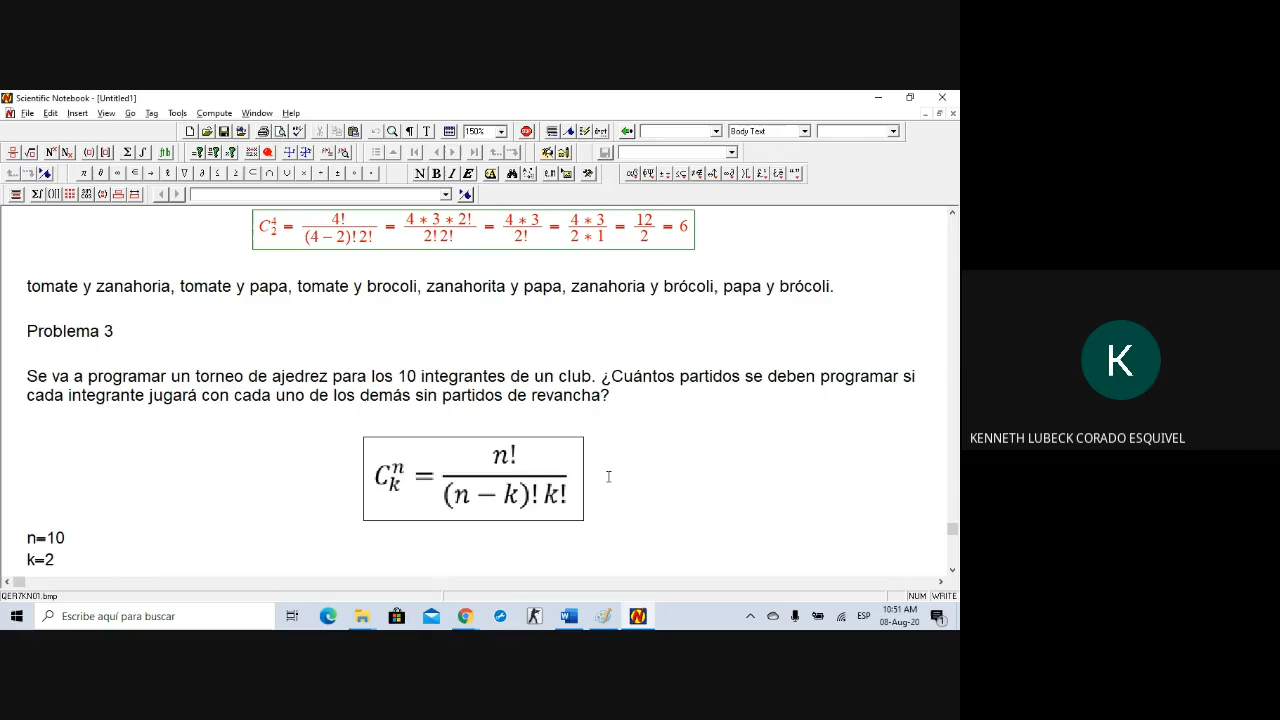 Scientific Notebook - [Untitled1]
File Edit Insert View Go Tag Tools Compute Window Help
150% Body Text
C_2^4 = 4!/((4 − 2)! 2!) = (4 * 3 * 2!)/(2! 2!) = (4 * 3)/2! = (4 * 3)/(2 * 1) = 12/2 = 6
tomate y zanahoria, tomate y papa, tomate y brocoli, zanahorita y papa, zanahoria y brócoli, papa y brócoli.
Problema 3
Se va a programar un torneo de ajedrez para los 10 integrantes de un club. ¿Cuántos partidos se deben programar si
cada integrante jugará con cada uno de los demás sin partidos de revancha?
C_k^n = n!/((n − k)! k!)
n=10
k=2
QER7KN01.bmp
NUM WRITE
Escribe aquí para buscar
ESP
10:51 AM
08-Aug-20
K
KENNETH LUBECK CORADO ESQUIVEL